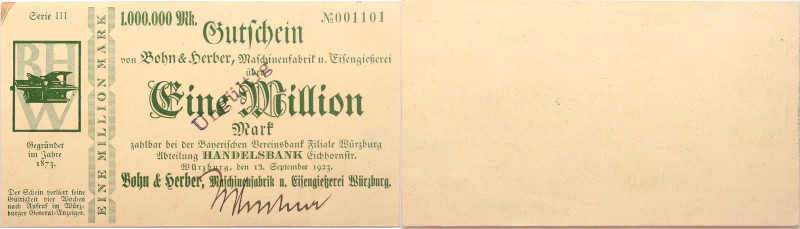 Serie III
1.000.000 Mk.
№001101
Gutschein
von Bohn & Herber, Maschinenfabrik u. Eisengießerei
über
Eine Million
Mark
Ungültig
zahlbar bei der Bayerischen Vereinsbank Filiale Würzburg
Abteilung HANDELSBANK Eichhornstr.
Würzburg, den 15. September 1923.
Bohn & Herber, Maschinenfabrik u. Eisengießerei Würzburg.
EINE MILLION MARK
BH
W
Gegründet
im Jahre
1873.
Der Schein verliert seine
Gültigkeit vier Wochen
nach Aufruf im Würz-
burger General-Anzeiger.